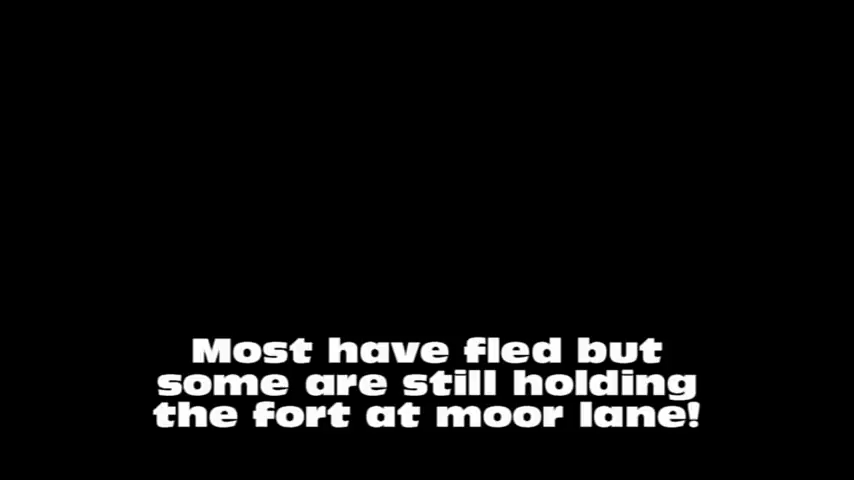 Most have fled but
some are still holding
the fort at moor lane!